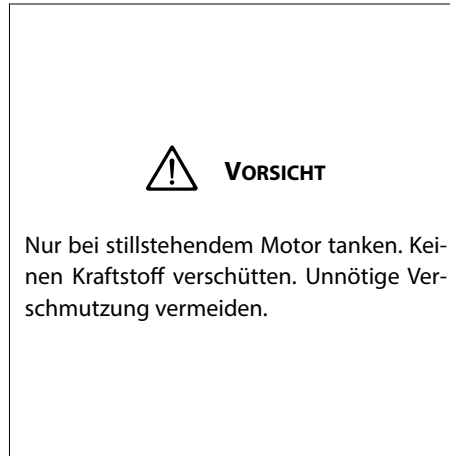 VORSICHT
Nur bei stillstehendem Motor tanken. Kei-
nen Kraftstoff verschütten. Unnötige Ver-
schmutzung vermeiden.